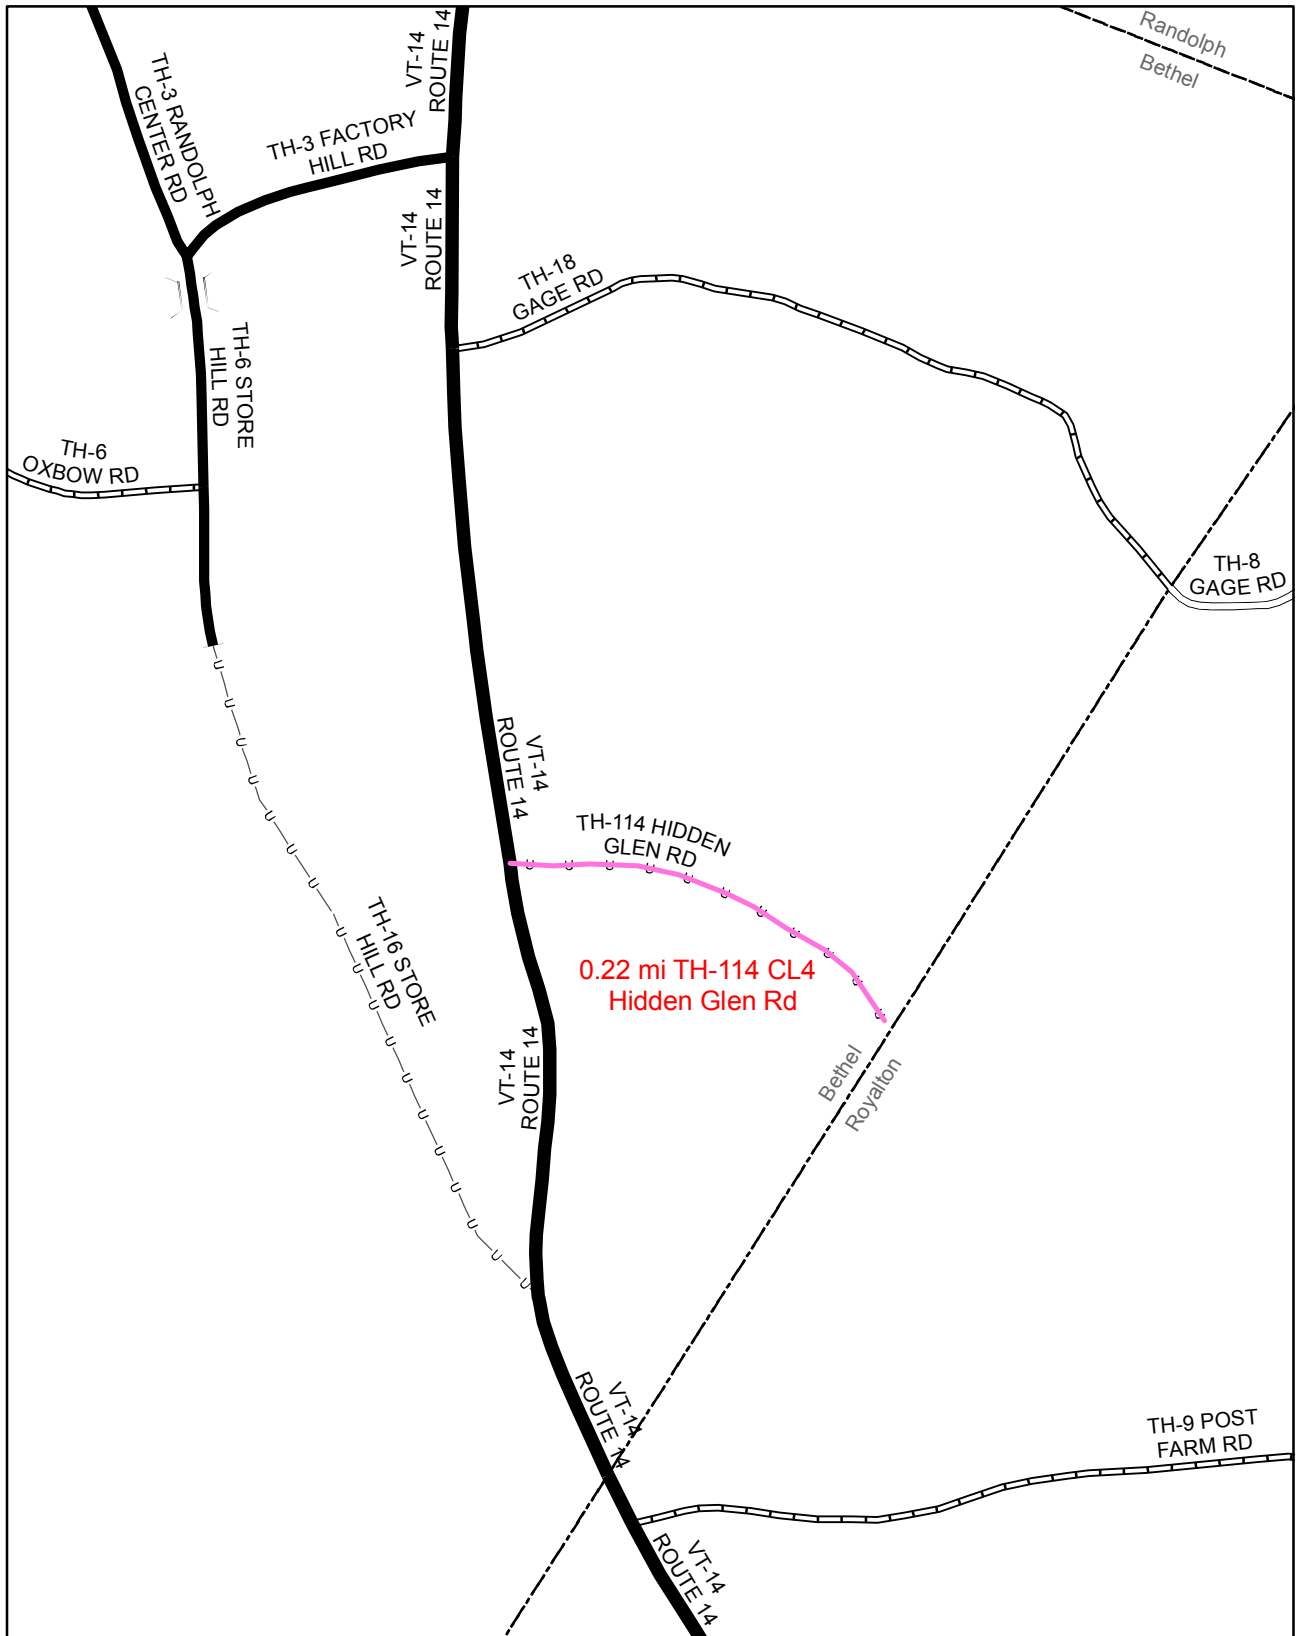 Randolph
Bethel
VT-14
ROUTE 14
TH-3 RANDOLPH
CENTER RD
TH-3 FACTORY
HILL RD
VT-14
ROUTE 14
TH-18
GAGE RD
TH-6 STORE
HILL RD
TH-6
OXBOW RD
TH-8
GAGE RD
VT-14
ROUTE 14
TH-114 HIDDEN
GLEN RD
TH-16 STORE
HILL RD
0.22 mi TH-114 CL4
Hidden Glen Rd
VT-14
ROUTE 14
Bethel
Royalton
VT-14
ROUTE 14
TH-9 POST
FARM RD
VT-14
ROUTE 14